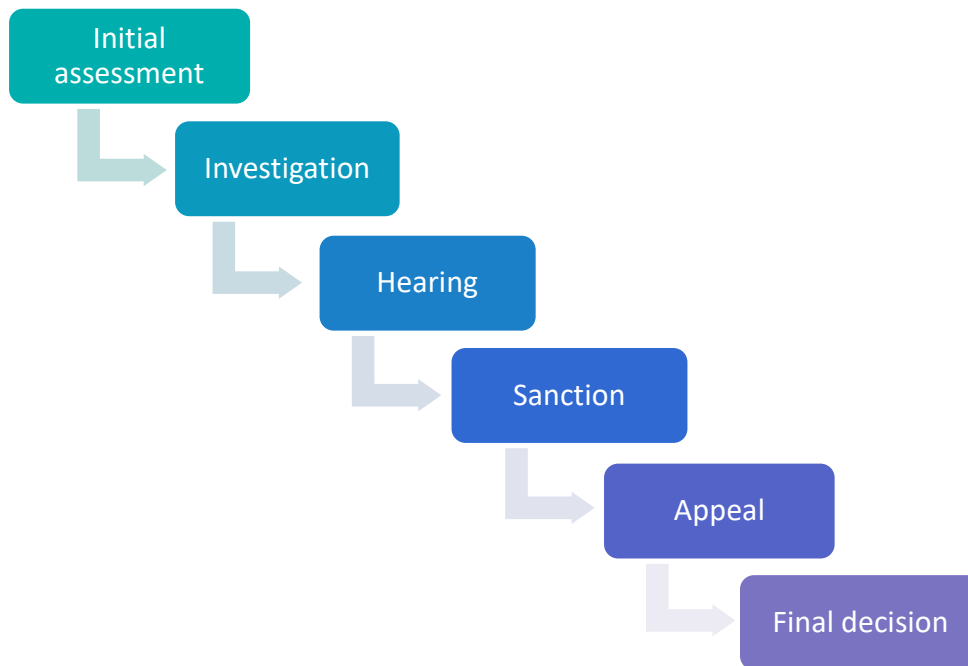 Initial
assessment
Investigation
Hearing
Sanction
Appeal
Final decision